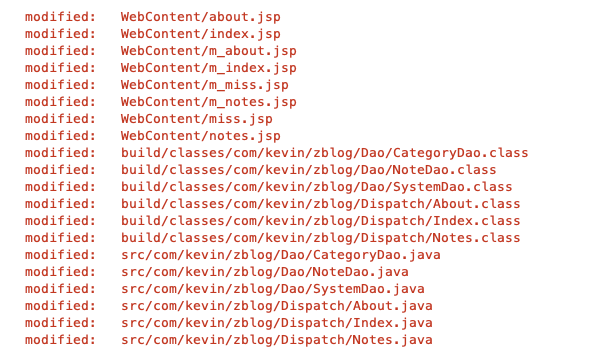 modified:   WebContent/about.jsp
modified:   WebContent/index.jsp
modified:   WebContent/m_about.jsp
modified:   WebContent/m_index.jsp
modified:   WebContent/m_miss.jsp
modified:   WebContent/m_notes.jsp
modified:   WebContent/miss.jsp
modified:   WebContent/notes.jsp
modified:   build/classes/com/kevin/zblog/Dao/CategoryDao.class
modified:   build/classes/com/kevin/zblog/Dao/NoteDao.class
modified:   build/classes/com/kevin/zblog/Dao/SystemDao.class
modified:   build/classes/com/kevin/zblog/Dispatch/About.class
modified:   build/classes/com/kevin/zblog/Dispatch/Index.class
modified:   build/classes/com/kevin/zblog/Dispatch/Notes.class
modified:   src/com/kevin/zblog/Dao/CategoryDao.java
modified:   src/com/kevin/zblog/Dao/NoteDao.java
modified:   src/com/kevin/zblog/Dao/SystemDao.java
modified:   src/com/kevin/zblog/Dispatch/About.java
modified:   src/com/kevin/zblog/Dispatch/Index.java
modified:   src/com/kevin/zblog/Dispatch/Notes.java